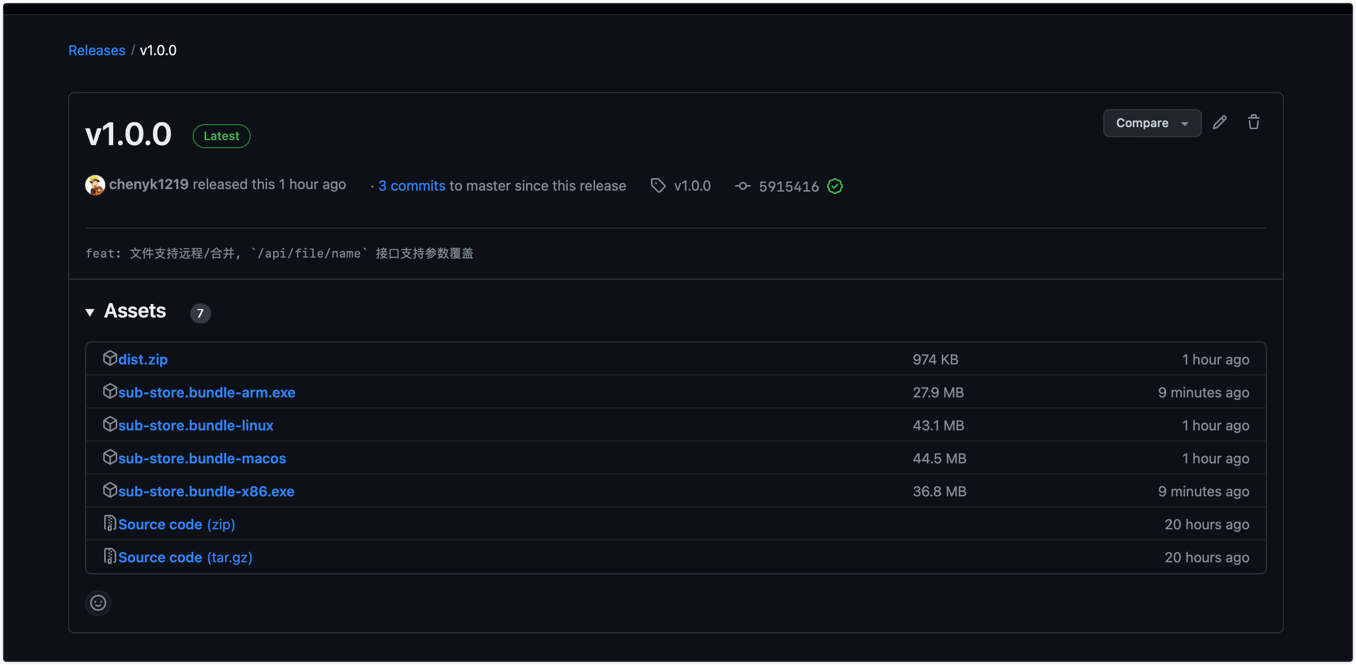 Releases / v1.0.0
v1.0.0 Latest
Compare
chenyk1219 released this 1 hour ago · 3 commits to master since this release v1.0.0 5915416
feat: 文件支持远程/合并, `/api/file/name` 接口支持参数覆盖
Assets 7
dist.zip 974 KB 1 hour ago
sub-store.bundle-arm.exe 27.9 MB 9 minutes ago
sub-store.bundle-linux 43.1 MB 1 hour ago
sub-store.bundle-macos 44.5 MB 1 hour ago
sub-store.bundle-x86.exe 36.8 MB 9 minutes ago
Source code (zip) 20 hours ago
Source code (tar.gz) 20 hours ago